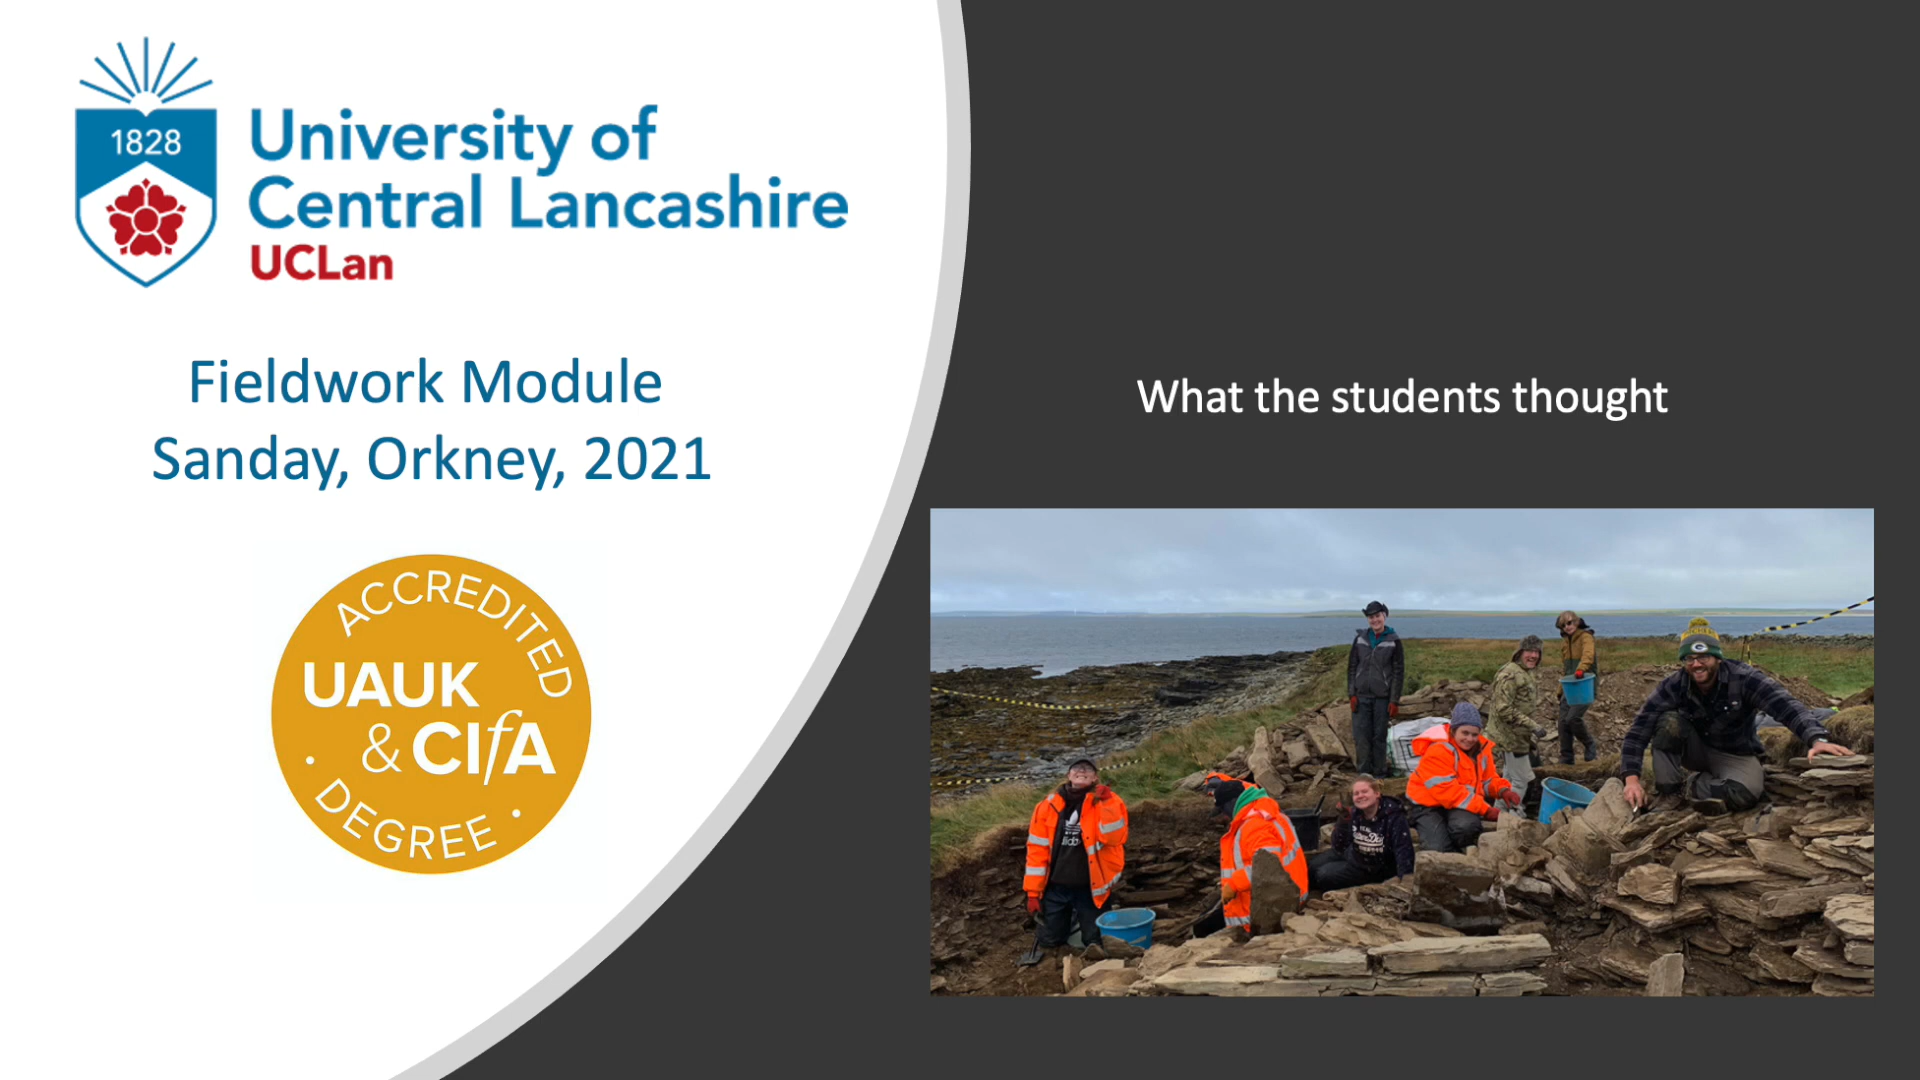 1828
University of
Central Lancashire
UCLan
Fieldwork Module
Sanday, Orkney, 2021
ACCREDITED
UAUK
& CIfA
DEGREE
What the students thought
G